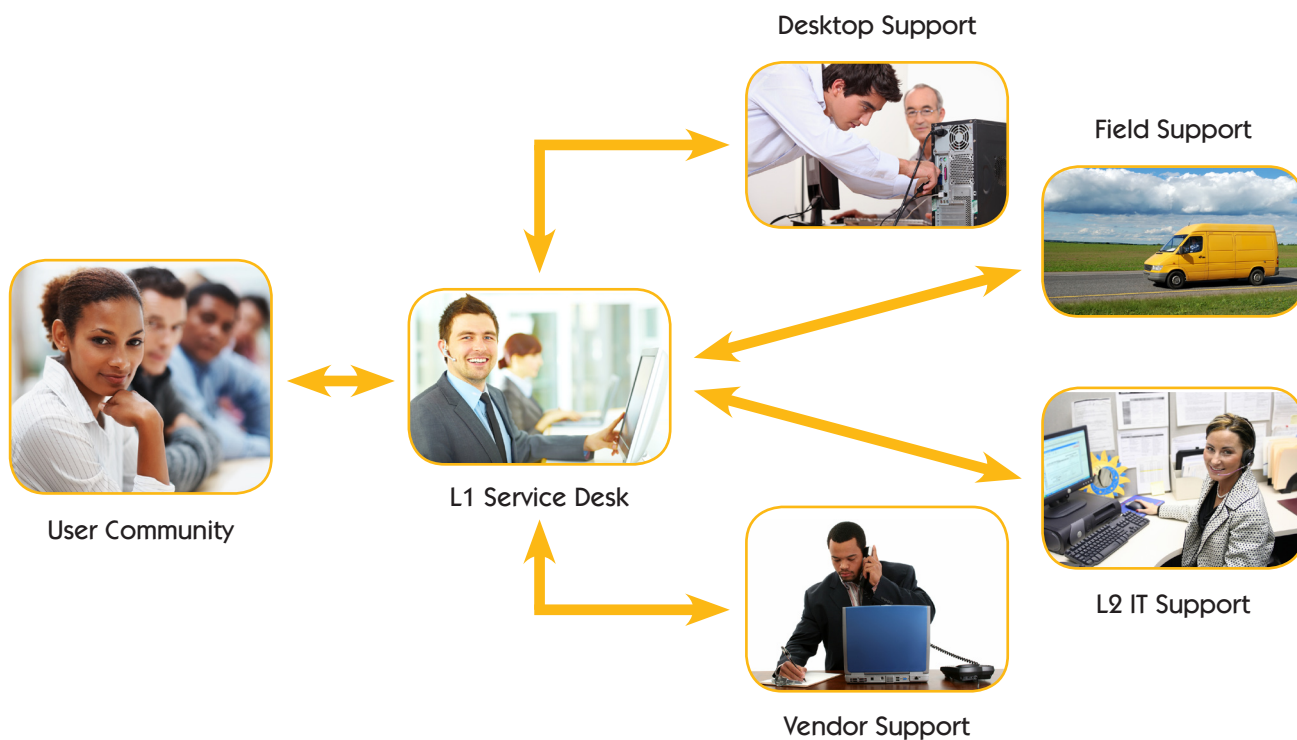 Desktop Support
Field Support
User Community
L1 Service Desk
L2 IT Support
Vendor Support